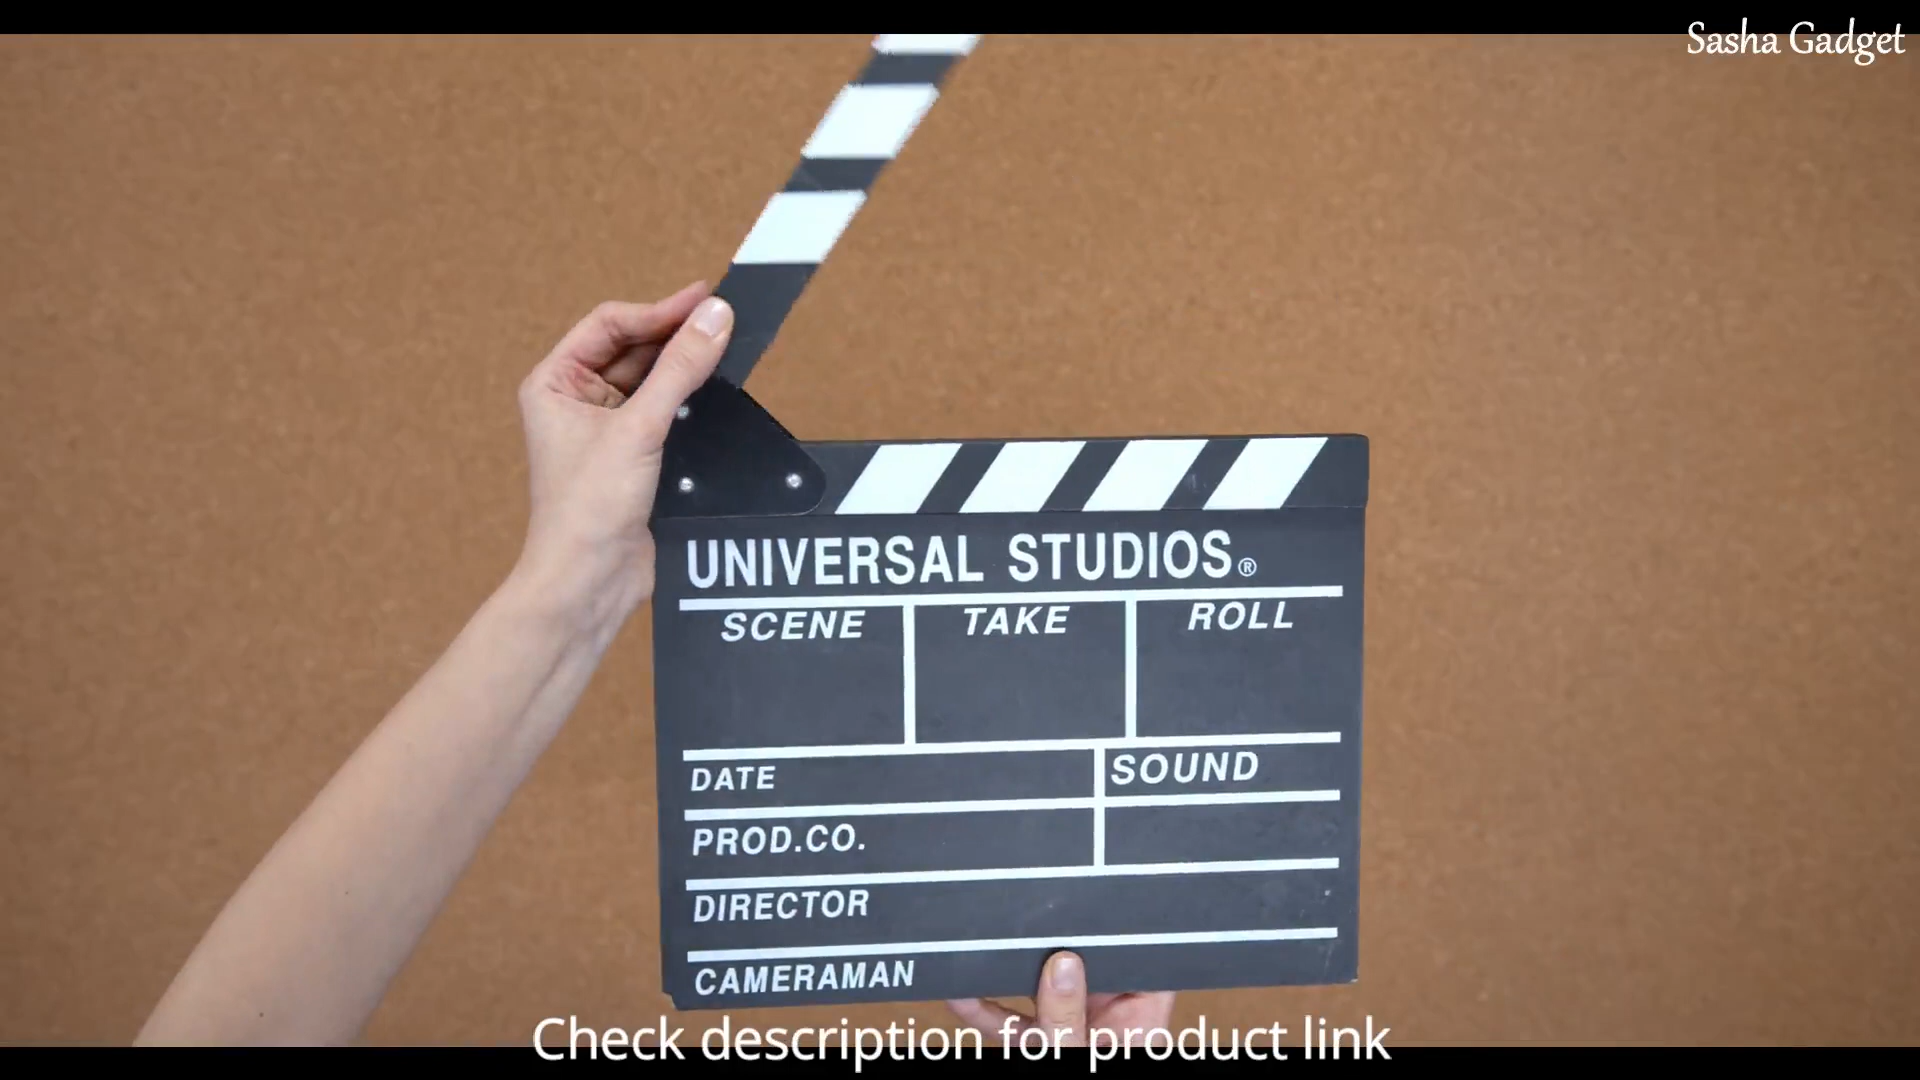 Sasha Gadget
UNIVERSAL STUDIOS®
SCENE TAKE ROLL
DATE SOUND
PROD.CO.
DIRECTOR
CAMERAMAN
Check description for product link